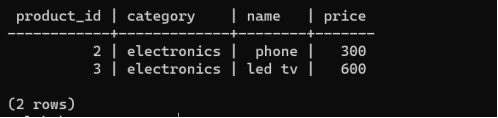 product_id | category | name | price
------------+-------------+--------+-------
2 | electronics | phone | 300
3 | electronics | led tv | 600
(2 rows)